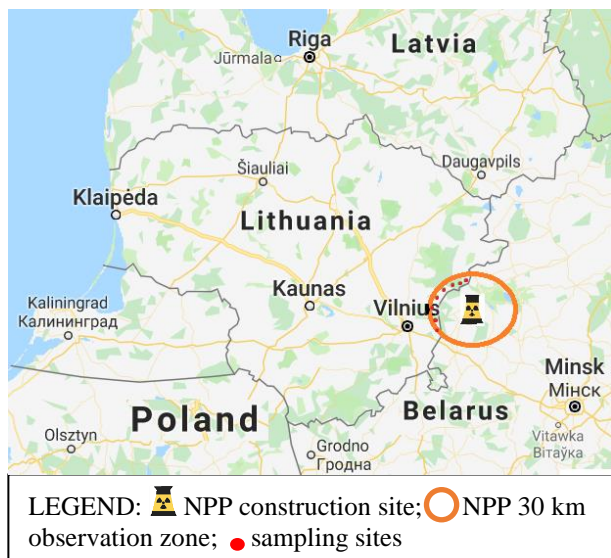 Riga
Latvia
Jūrmala
Daugavpils
Šiauliai
Klaipėda
Lithuania
Kaunas
Vilnius
Kaliningrad
Калининград
Minsk
Мінск
Poland
Belarus
Vitawka
Вітаўка
Olsztyn
Grodno
Гродна
LEGEND: NPP construction site; NPP 30 km
observation zone; sampling sites